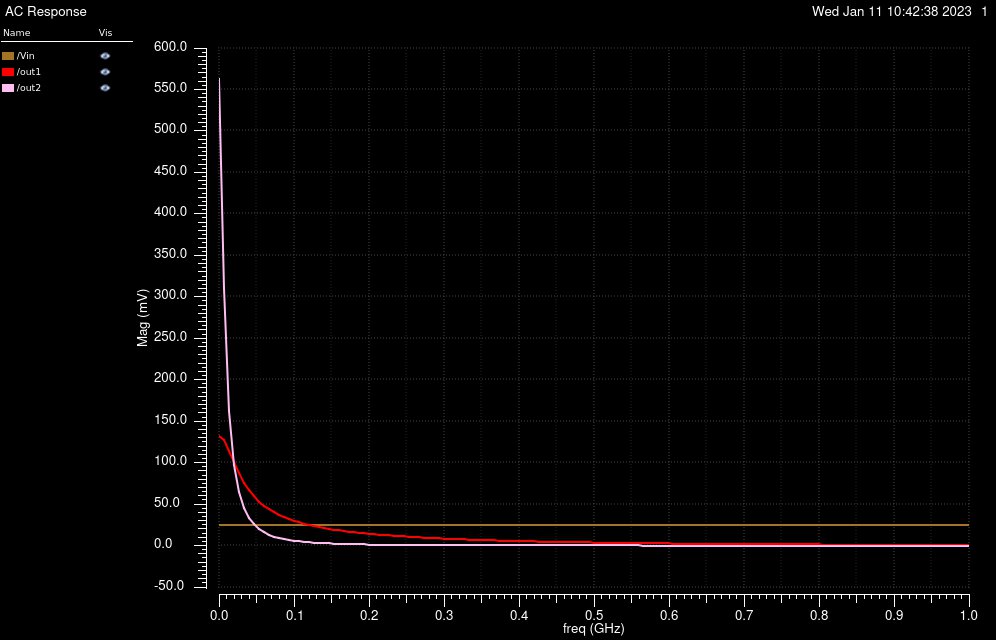 AC Response
Wed Jan 11 10:42:38 2023 1
Name Vis
/Vin
/out1
/out2
600.0
550.0
500.0
450.0
400.0
350.0
300.0
250.0
200.0
150.0
100.0
50.0
0.0
-50.0
Mag (mV)
0.0 0.1 0.2 0.3 0.4 0.5 0.6 0.7 0.8 0.9 1.0
freq (GHz)